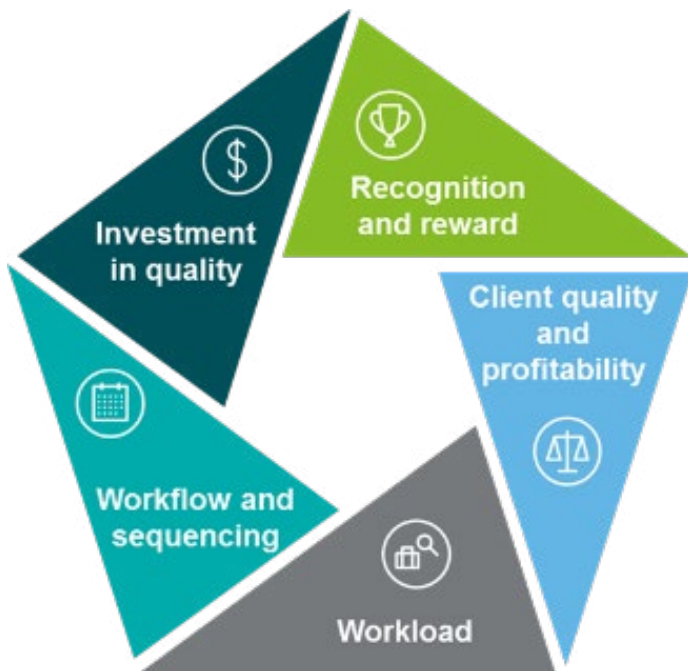 Recognition
and reward
Client quality
and
profitability
Workload
Workflow and
sequencing
Investment
in quality